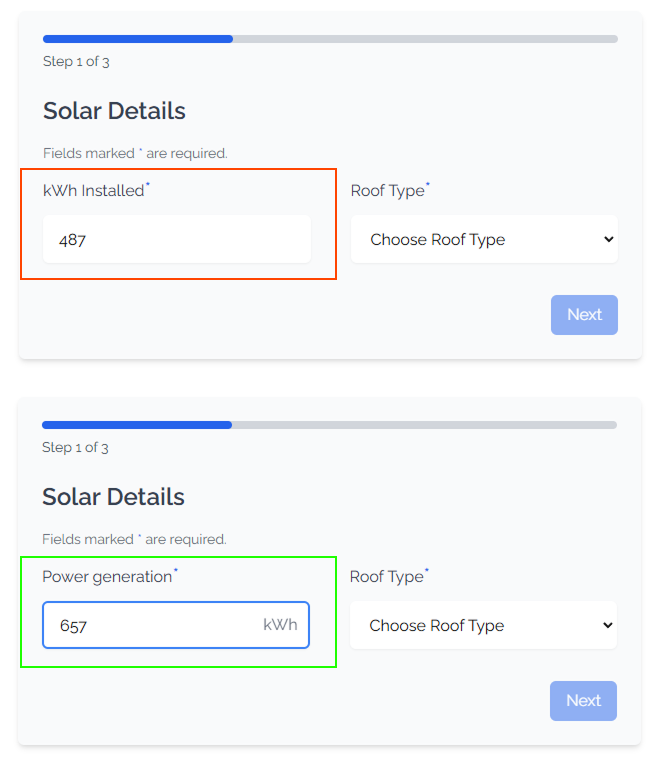 Step 1 of 3
Solar Details
Fields marked * are required.
kWh Installed* Roof Type*
487 Choose Roof Type
Next
Step 1 of 3
Solar Details
Fields marked * are required.
Power generation* Roof Type*
657 kWh Choose Roof Type
Next